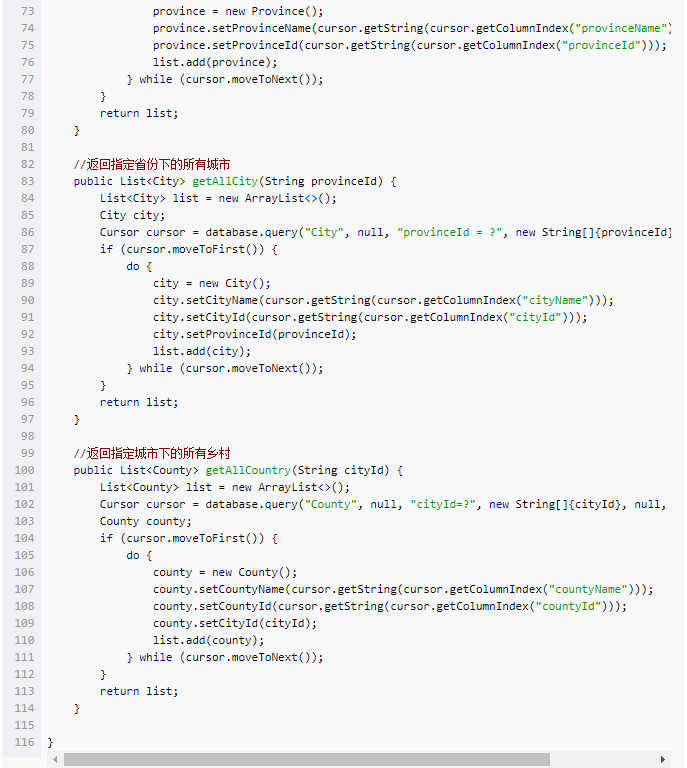 73                 province = new Province();
74                 province.setProvinceName(cursor.getString(cursor.getColumnIndex("provinceName")
75                 province.setProvinceId(cursor.getString(cursor.getColumnIndex("provinceId")));
76                 list.add(province);
77             } while (cursor.moveToNext());
78         }
79         return list;
80     }
81
82     //返回指定省份下的所有城市
83     public List<City> getAllCity(String provinceId) {
84         List<City> list = new ArrayList<>();
85         City city;
86         Cursor cursor = database.query("City", null, "provinceId = ?", new String[]{provinceId}
87         if (cursor.moveToFirst()) {
88             do {
89                 city = new City();
90                 city.setCityName(cursor.getString(cursor.getColumnIndex("cityName")));
91                 city.setCityId(cursor.getString(cursor.getColumnIndex("cityId")));
92                 city.setProvinceId(provinceId);
93                 list.add(city);
94             } while (cursor.moveToNext());
95         }
96         return list;
97     }
98
99     //返回指定城市下的所有乡村
100     public List<County> getAllCountry(String cityId) {
101         List<County> list = new ArrayList<>();
102         Cursor cursor = database.query("County", null, "cityId=?", new String[]{cityId}, null,
103         County county;
104         if (cursor.moveToFirst()) {
105             do {
106                 county = new County();
107                 county.setCountyName(cursor.getString(cursor.getColumnIndex("countyName")));
108                 county.setCountyId(cursor.getString(cursor.getColumnIndex("countyId")));
109                 county.setCityId(cityId);
110                 list.add(county);
111             } while (cursor.moveToNext());
112         }
113         return list;
114     }
115
116 }